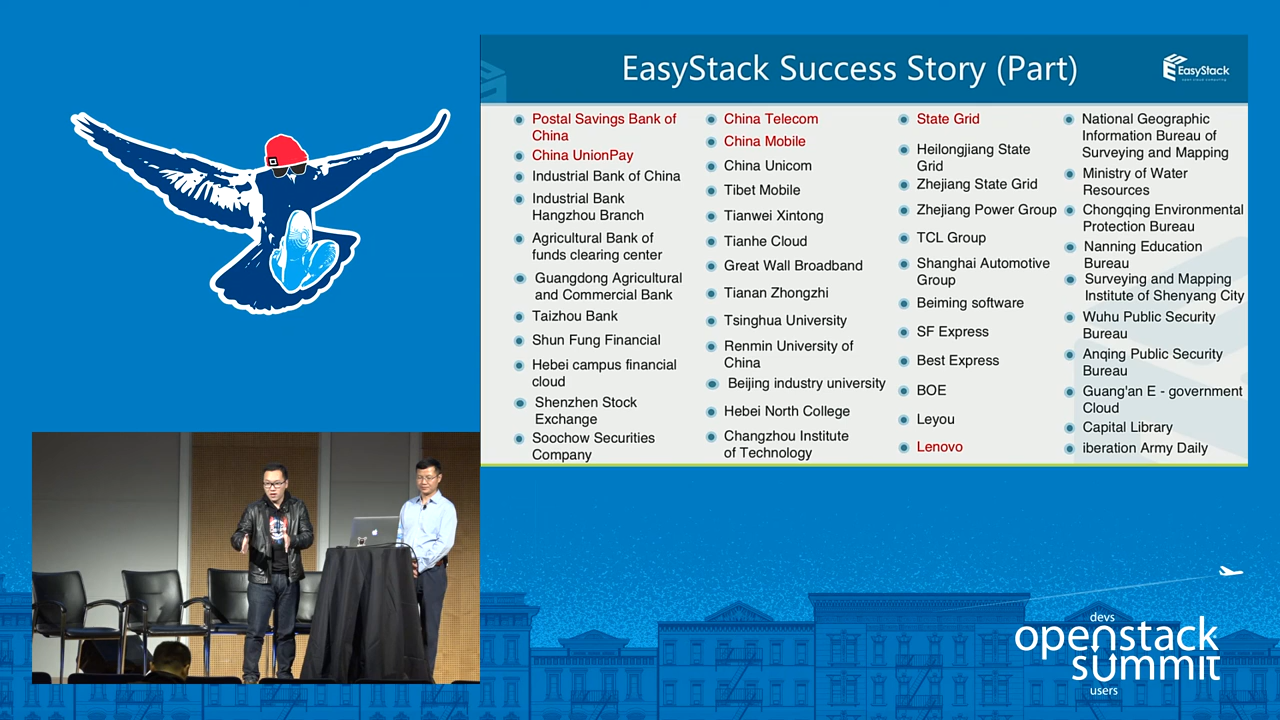 EasyStack Success Story (Part)
EasyStack
Postal Savings Bank of
China
China UnionPay
Industrial Bank of China
Industrial Bank
Hangzhou Branch
Agricultural Bank of
funds clearing center
Guangdong Agricultural
and Commercial Bank
Taizhou Bank
Shun Fung Financial
Hebei campus financial
cloud
Shenzhen Stock
Exchange
Soochow Securities
Company
China Telecom
China Mobile
China Unicom
Tibet Mobile
Tianwei Xintong
Tianhe Cloud
Great Wall Broadband
Tianan Zhongzhi
Tsinghua University
Renmin University of
China
Beijing industry university
Hebei North College
Changzhou Institute
of Technology
State Grid
Heilongjiang State
Grid
Zhejiang State Grid
Zhejiang Power Group
TCL Group
Shanghai Automotive
Group
Beiming software
SF Express
Best Express
BOE
Leyou
Lenovo
National Geographic
Information Bureau of
Surveying and Mapping
Ministry of Water
Resources
Chongqing Environmental
Protection Bureau
Nanning Education
Bureau
Surveying and Mapping
Institute of Shenyang City
Wuhu Public Security
Bureau
Anqing Public Security
Bureau
Guang'an E - government
Cloud
Capital Library
iberation Army Daily
devs
openstack
summit
users